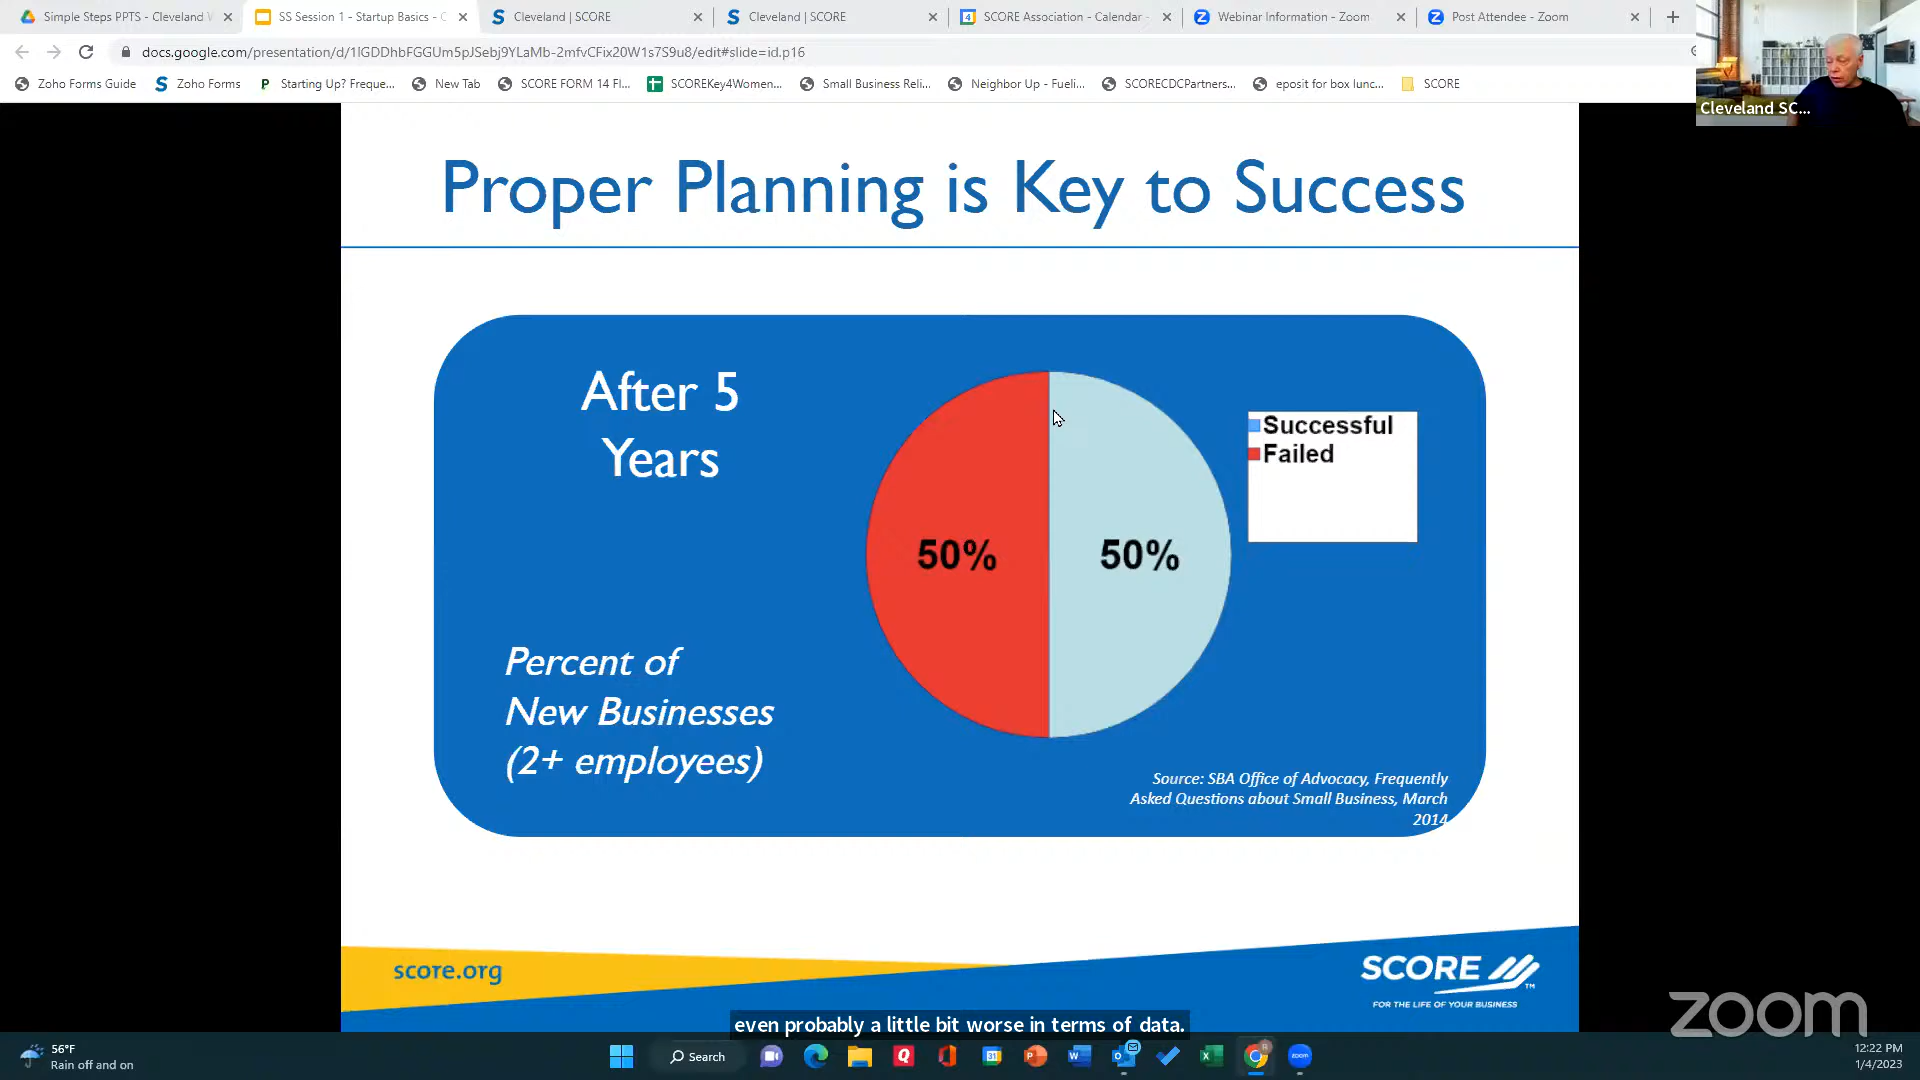 Simple Steps PPTS - Cleveland W
SS Session 1 - Startup Basics - C
Cleveland | SCORE
Cleveland | SCORE
SCORE Association - Calendar -
Webinar Information - Zoom
Post Attendee - Zoom
docs.google.com/presentation/d/1IGDDhbFGGUm5pJSebj9YLaMb-2mfvCFix20W1s7S9u8/edit#slide=id.p16
Zoho Forms Guide
Zoho Forms
Starting Up? Freque...
New Tab
SCORE FORM 14 Fl...
SCOREKey4Women...
Small Business Reli...
Neighbor Up - Fueli...
SCORECDCPartners...
eposit for box lunc...
SCORE
Cleveland SC...
Proper Planning is Key to Success
After 5
Years
Successful
Failed
50%
50%
Percent of
New Businesses
(2+ employees)
Source: SBA Office of Advocacy, Frequently
Asked Questions about Small Business, March
2014
score.org
SCORE
TM
FOR THE LIFE OF YOUR BUSINESS
zoom
even probably a little bit worse in terms of data.
56°F
Rain off and on
Search
12:22 PM
1/4/2023